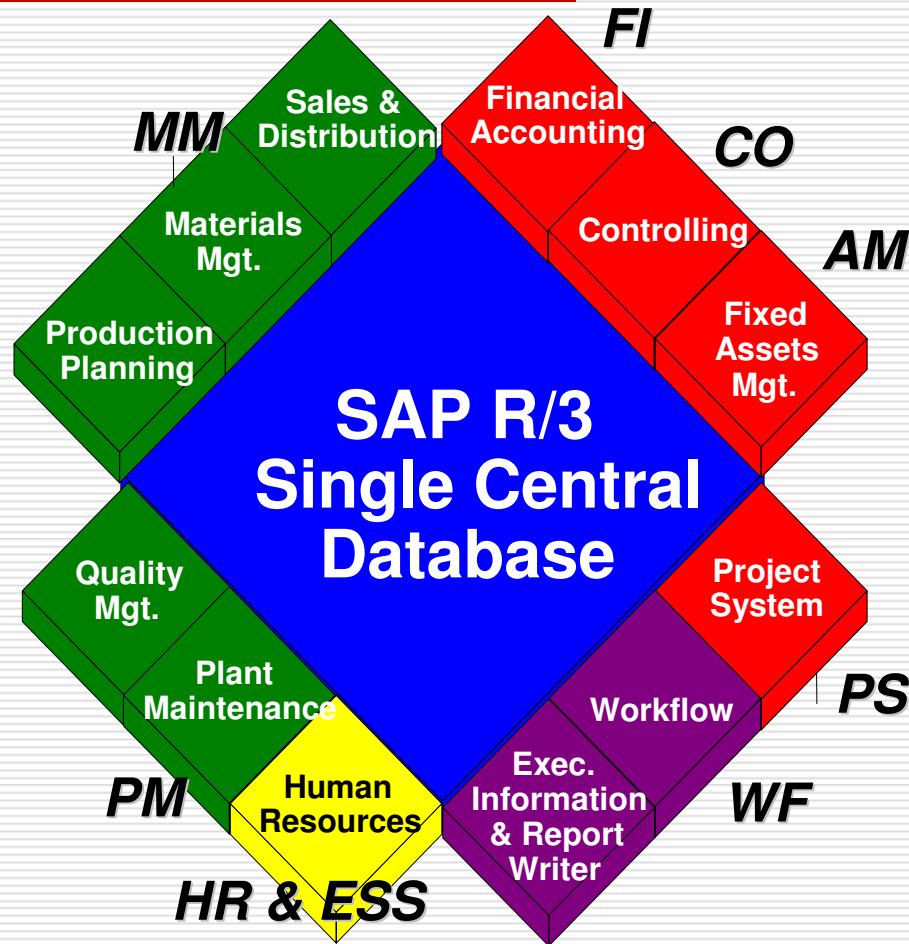 FI
Sales &
Distribution
Financial
Accounting
MM
CO
Materials
Mgt.
Controlling
AM
Production
Planning
Fixed
Assets
Mgt.
SAP R/3
Single Central
Database
Quality
Mgt.
Project
System
Plant
Maintenance
Workflow
PS
PM
Human
Resources
Exec.
Information
& Report
Writer
WF
HR & ESS